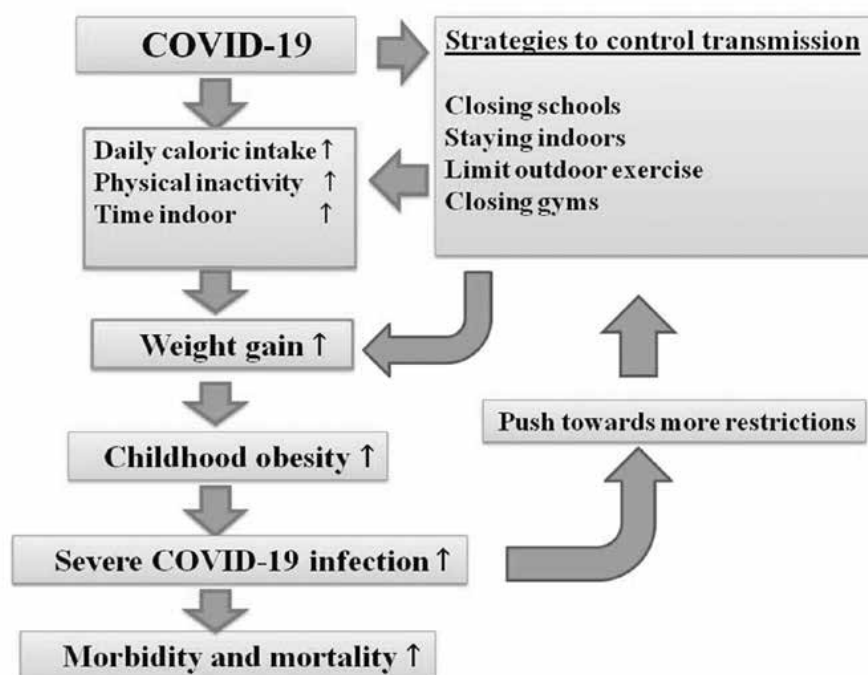 COVID-19
Strategies to control transmission
Closing schools
Staying indoors
Limit outdoor exercise
Closing gyms
Daily caloric intake ↑
Physical inactivity ↑
Time indoor ↑
Weight gain ↑
Push towards more restrictions
Childhood obesity ↑
Severe COVID-19 infection ↑
Morbidity and mortality ↑